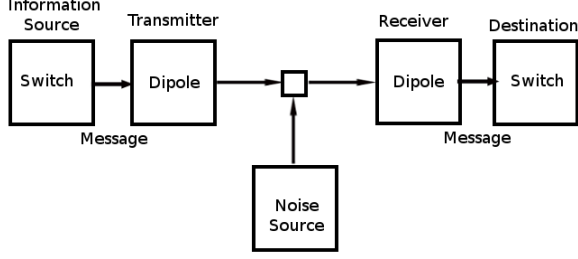 Information
Source
Transmitter
Receiver
Destination
Switch
Dipole
Dipole
Switch
Message
Message
Noise
Source